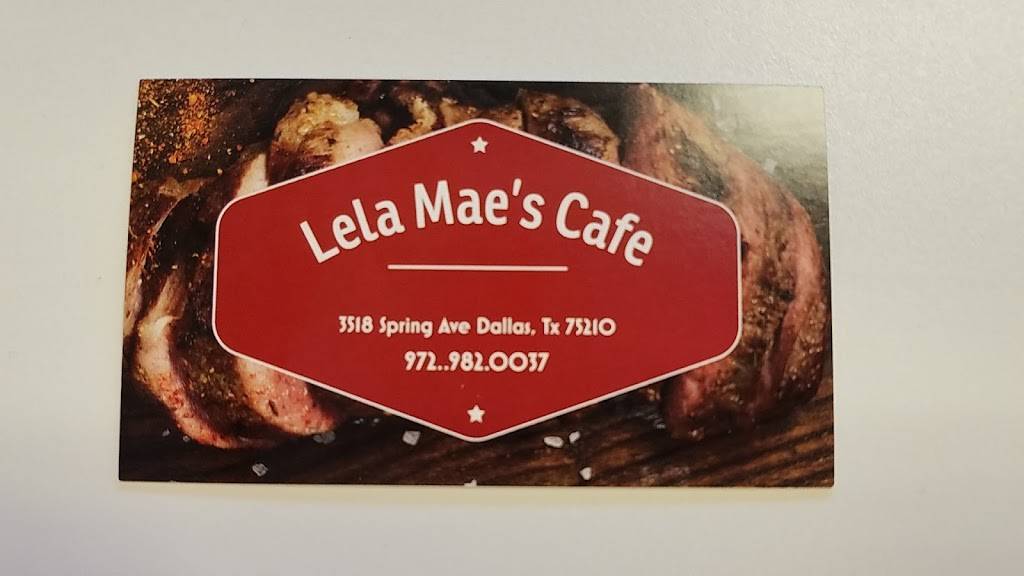 Lela Mae's Cafe
3518 Spring Ave Dallas, Tx 75210
972..982.0037